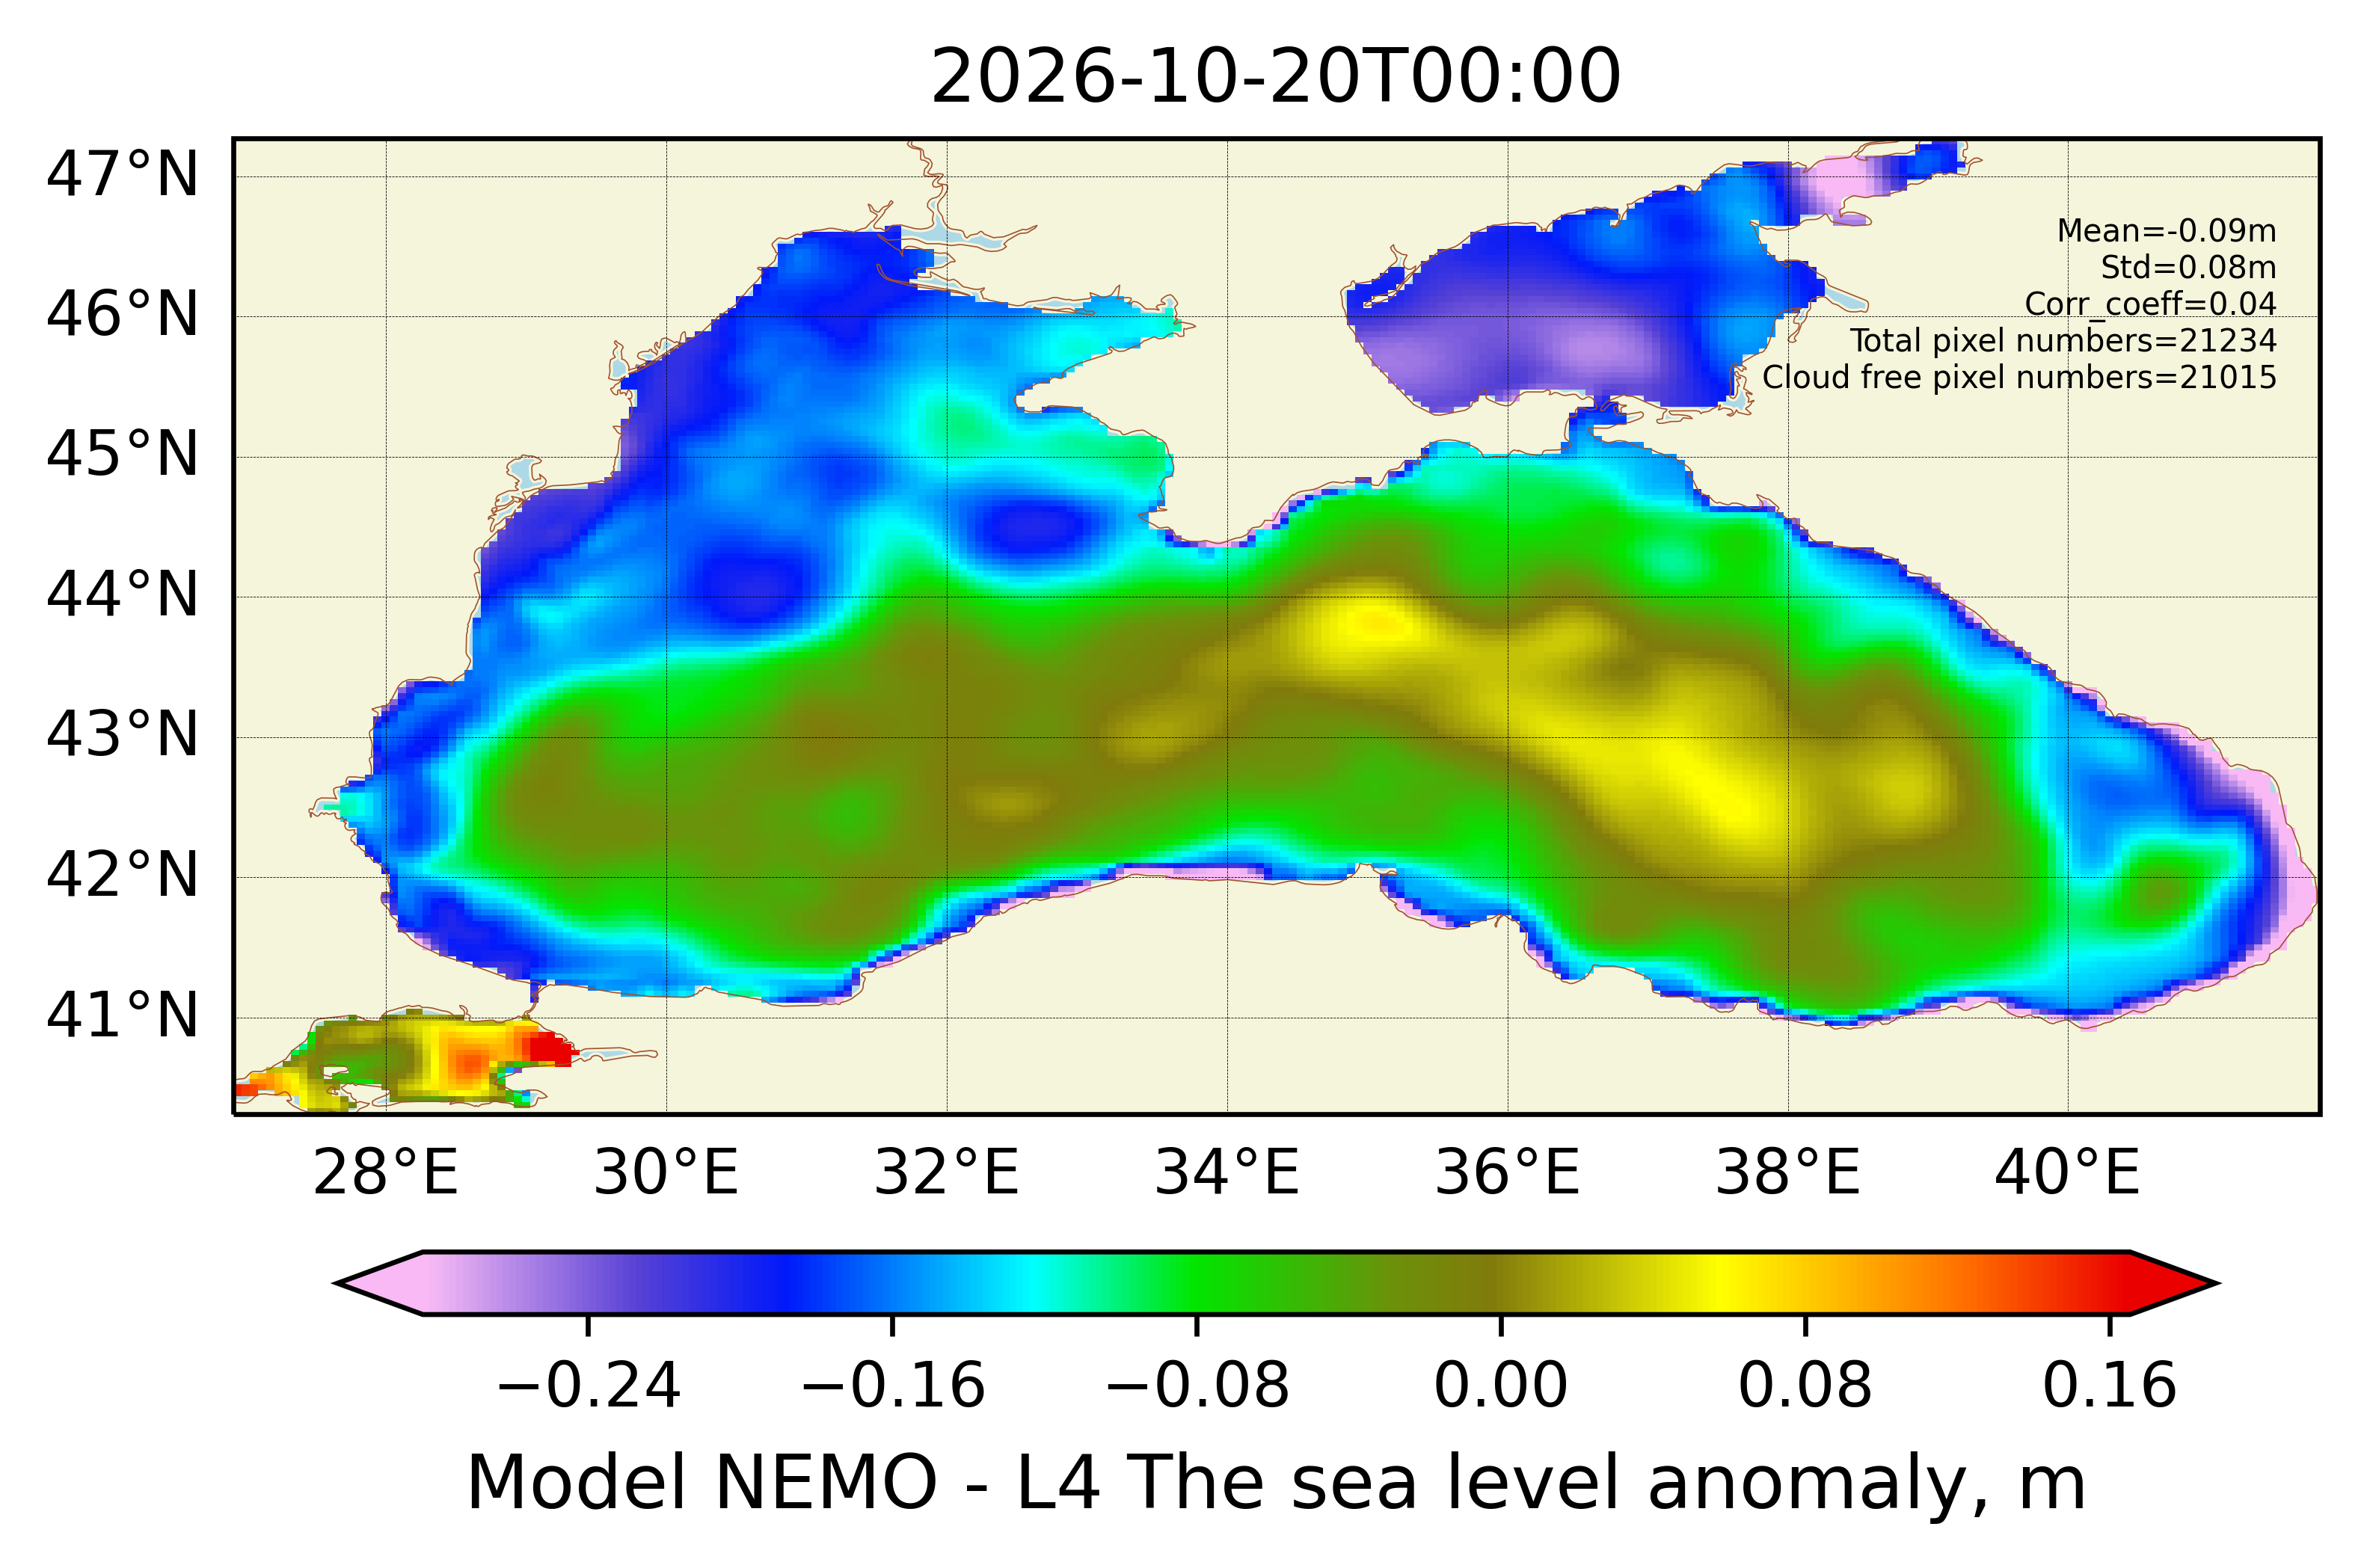 2026-10-20T00:00
47°N
46°N
45°N
44°N
43°N
42°N
41°N
Mean=-0.09m
Std=0.08m
Corr_coeff=0.04
Total pixel numbers=21234
Cloud free pixel numbers=21015
28°E 30°E 32°E 34°E 36°E 38°E 40°E
−0.24 −0.16 −0.08 0.00 0.08 0.16
Model NEMO - L4 The sea level anomaly, m